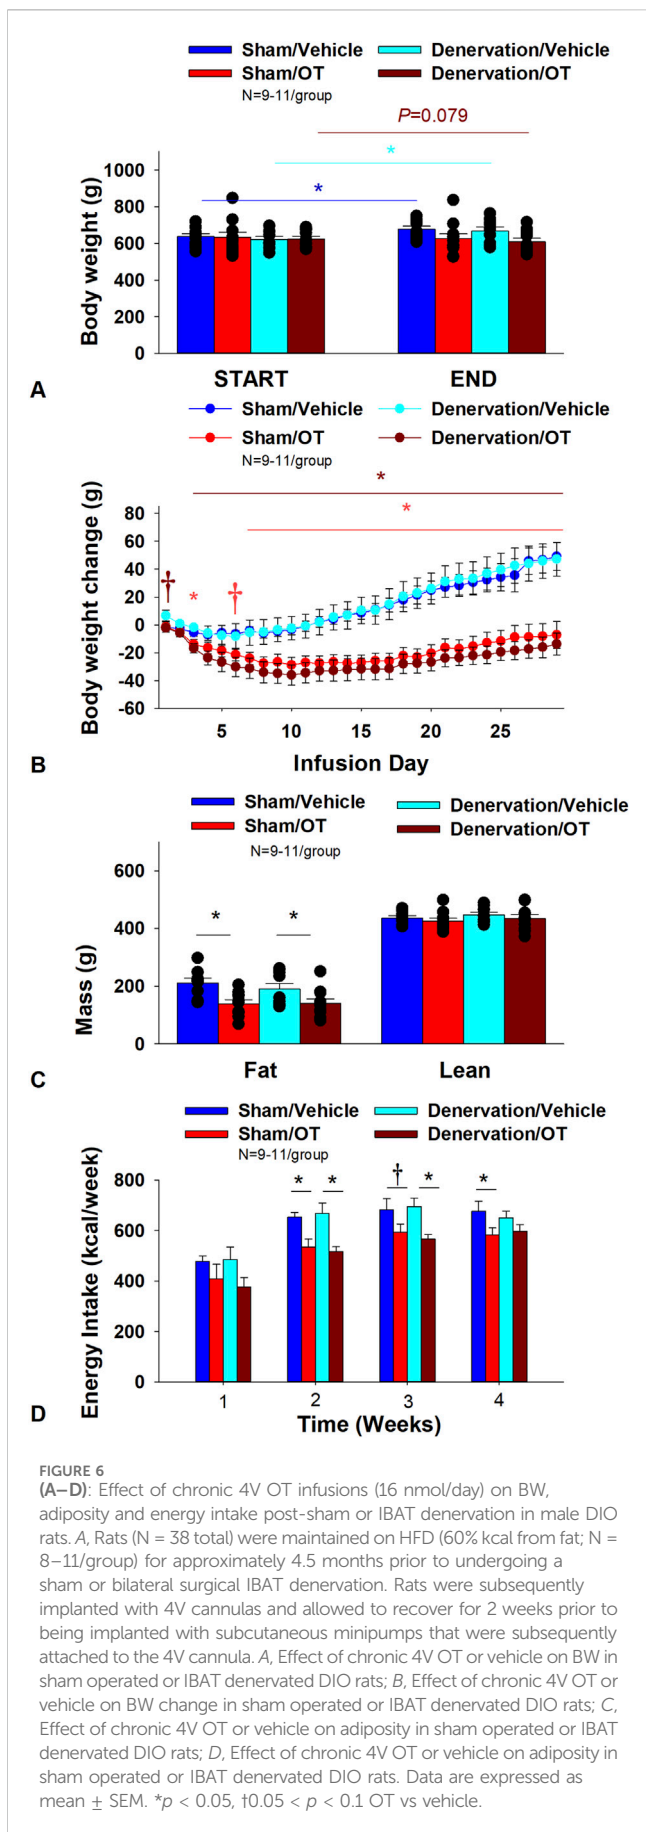 Sham/Vehicle Denervation/Vehicle
Sham/OT Denervation/OT
N=9-11/group
P=0.079
*
*
Body weight (g)
1000
800
600
400
200
0
START END
A
Sham/Vehicle Denervation/Vehicle
Sham/OT Denervation/OT
N=9-11/group
*
*
† * †
Body weight change (g)
80
60
40
20
0
-20
-40
-60
5 10 15 20 25
Infusion Day
B
Sham/Vehicle Denervation/Vehicle
Sham/OT Denervation/OT
N=9-11/group
* *
Mass (g)
600
400
200
0
Fat Lean
C
Sham/Vehicle Denervation/Vehicle
Sham/OT Denervation/OT
N=9-11/group
* * † * *
Energy Intake (kcal/week)
800
600
400
200
0
1 2 3 4
Time (Weeks)
D
FIGURE 6
(A–D): Effect of chronic 4V OT infusions (16 nmol/day) on BW,
adiposity and energy intake post-sham or IBAT denervation in male DIO
rats. A, Rats (N = 38 total) were maintained on HFD (60% kcal from fat; N =
8–11/group) for approximately 4.5 months prior to undergoing a
sham or bilateral surgical IBAT denervation. Rats were subsequently
implanted with 4V cannulas and allowed to recover for 2 weeks prior to
being implanted with subcutaneous minipumps that were subsequently
attached to the 4V cannula. A, Effect of chronic 4V OT or vehicle on BW in
sham operated or IBAT denervated DIO rats; B, Effect of chronic 4V OT or
vehicle on BW change in sham operated or IBAT denervated DIO rats; C,
Effect of chronic 4V OT or vehicle on adiposity in sham operated or IBAT
denervated DIO rats; D, Effect of chronic 4V OT or vehicle on adiposity in
sham operated or IBAT denervated DIO rats. Data are expressed as
mean ± SEM. *p < 0.05, †0.05 < p < 0.1 OT vs vehicle.